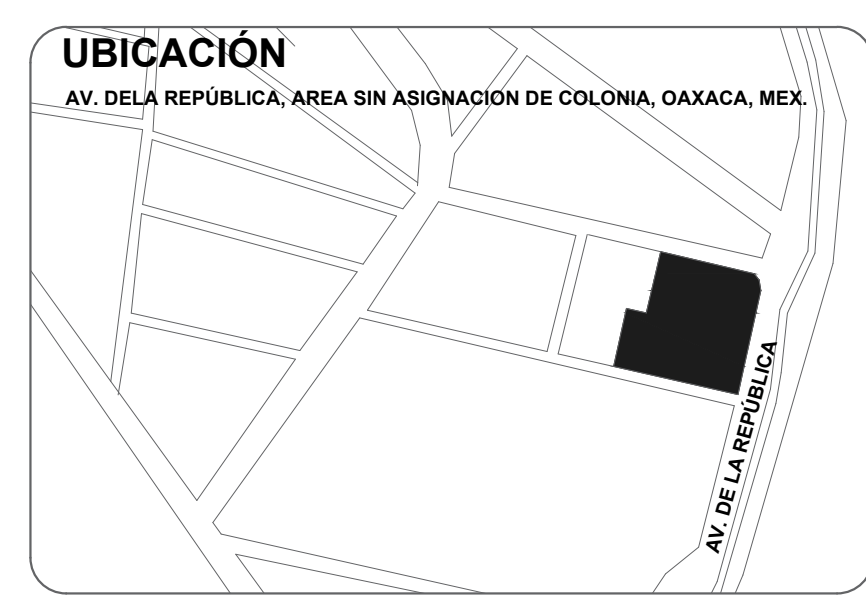 UBICACIÓN
AV. DELA REPÚBLICA, AREA SIN ASIGNACION DE COLONIA, OAXACA, MEX.
AV. DE LA REPÚBLICA